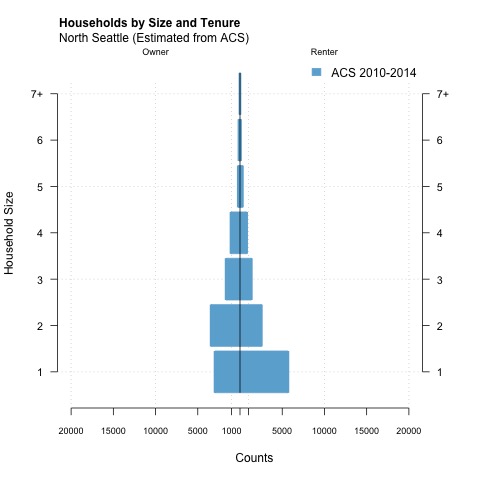 Households by Size and Tenure
North Seattle (Estimated from ACS)
Owner Renter
ACS 2010-2014
7+ 7+
6 6
5 5
4 4
3 3
2 2
1 1
Household Size
20000 15000 10000 5000 1000 5000 10000 15000 20000
Counts